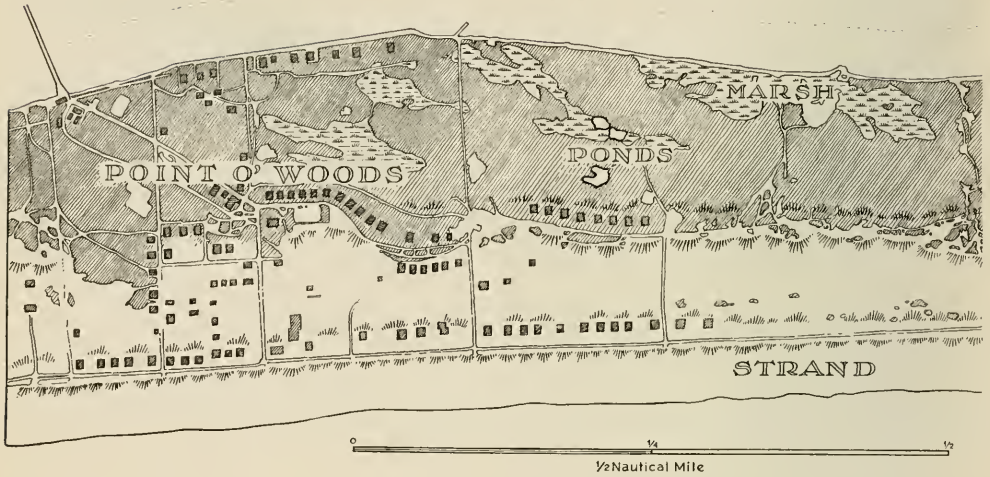 MARSH
PONDS
POINT O' WOODS
STRAND
0 1/4 1/2
1/2 Nautical Mile